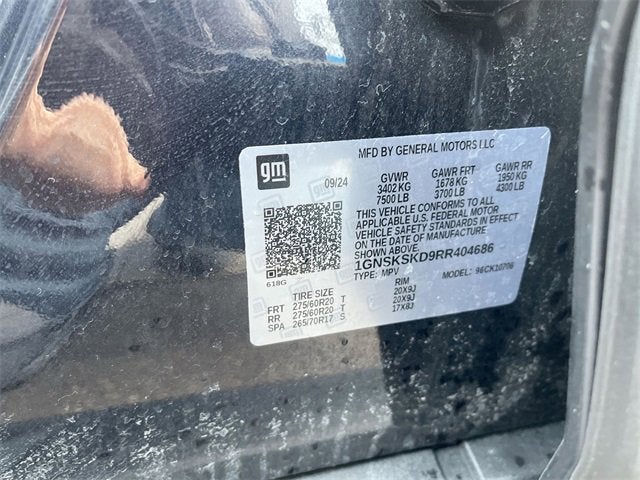 MFD BY GENERAL MOTORS LLC
gm
09/24
GVWR GAWR FRT GAWR RR
3402 KG 1678 KG 1950 KG
7500 LB 3700 LB 4300 LB
THIS VEHICLE CONFORMS TO ALL
APPLICABLE U.S. FEDERAL MOTOR
VEHICLE SAFETY STANDARDS IN EFFECT
ON THE DATE OF MANUFACTURE
SHOWN ABOVE.
1GNSKSKD9RR404686
618G
TYPE: MPV MODEL: 96CK10706
TIRE SIZE RIM
FRT 275/60R20 T 20X9J
RR 275/60R20 T 20X9J
SPA 265/70R17 S 17X8J